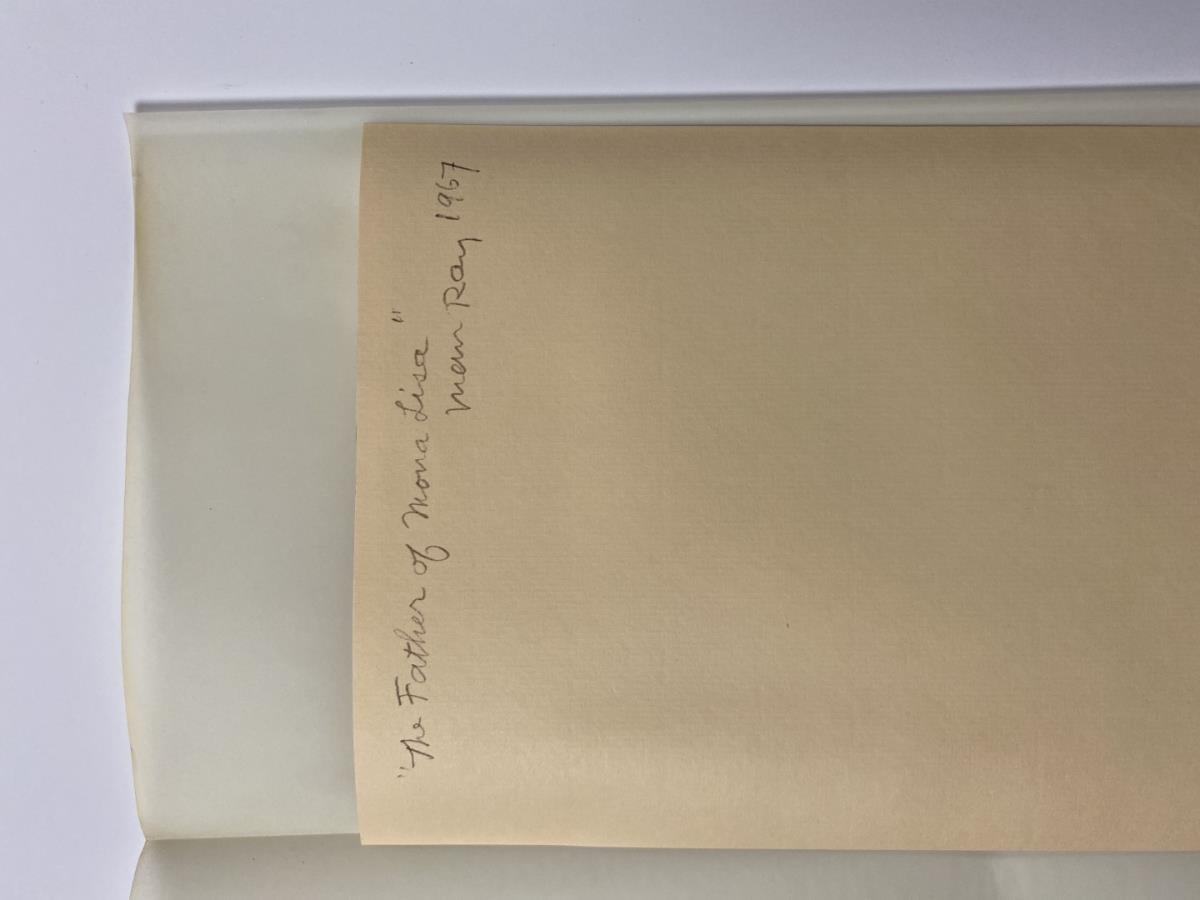 "The Father of Mona Lisa"
Man Ray 1967